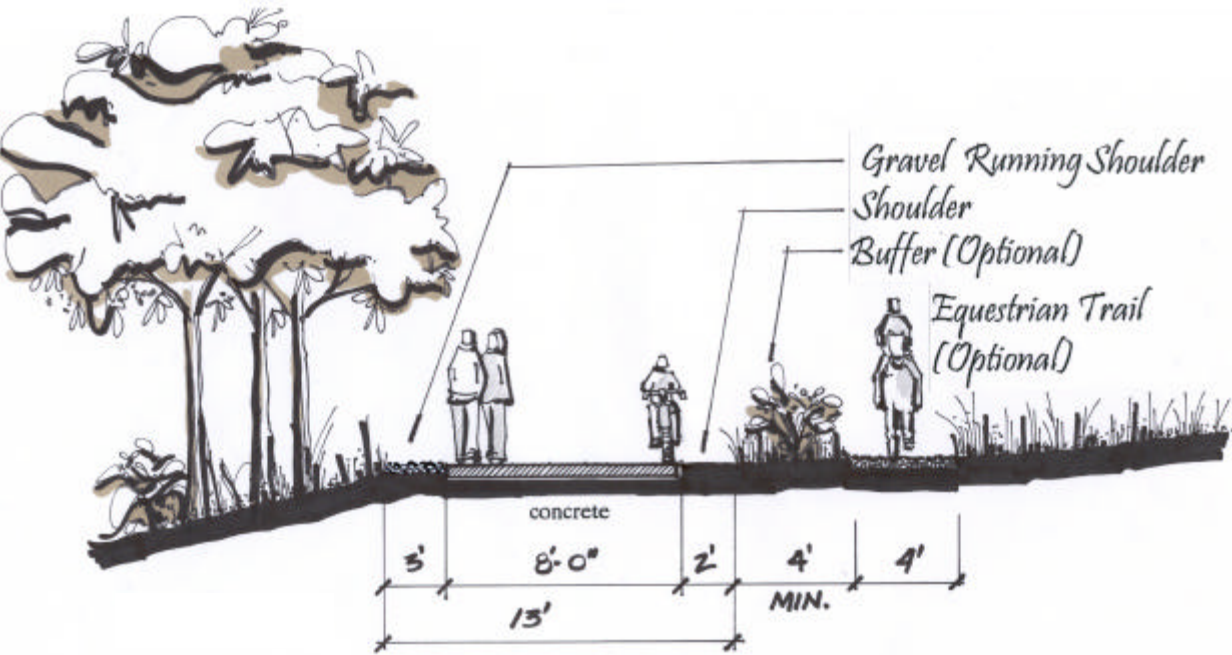 Gravel Running Shoulder
Shoulder
Buffer (Optional)
Equestrian Trail
(Optional)
concrete
3' 8'-0" 2' 4' 4'
MIN.
13'